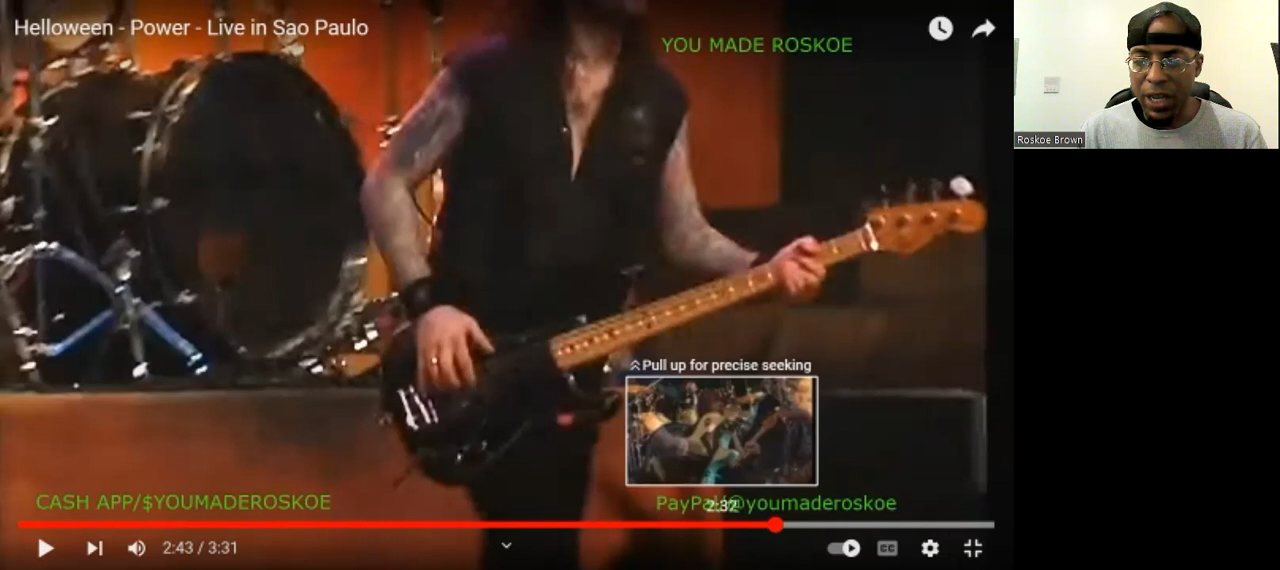 Helloween - Power - Live in Sao Paulo
YOU MADE ROSKOE
Roskoe Brown
Pull up for precise seeking
CASH APP/$YOUMADEROSKOE
2:32
PayPal/@youmaderoskoe
2:43 / 3:31
CC